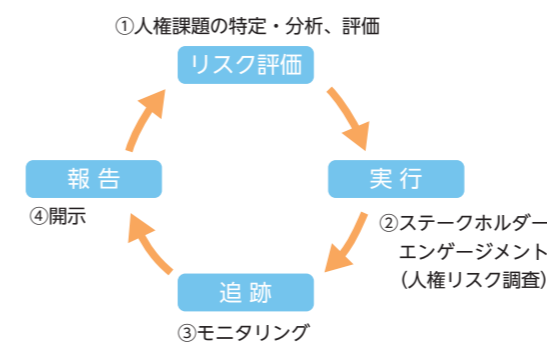 ①人権課題の特定・分析、評価
リスク評価
実行
②ステークホルダー
エンゲージメント
(人権リスク調査)
追跡
③モニタリング
報告
④開示